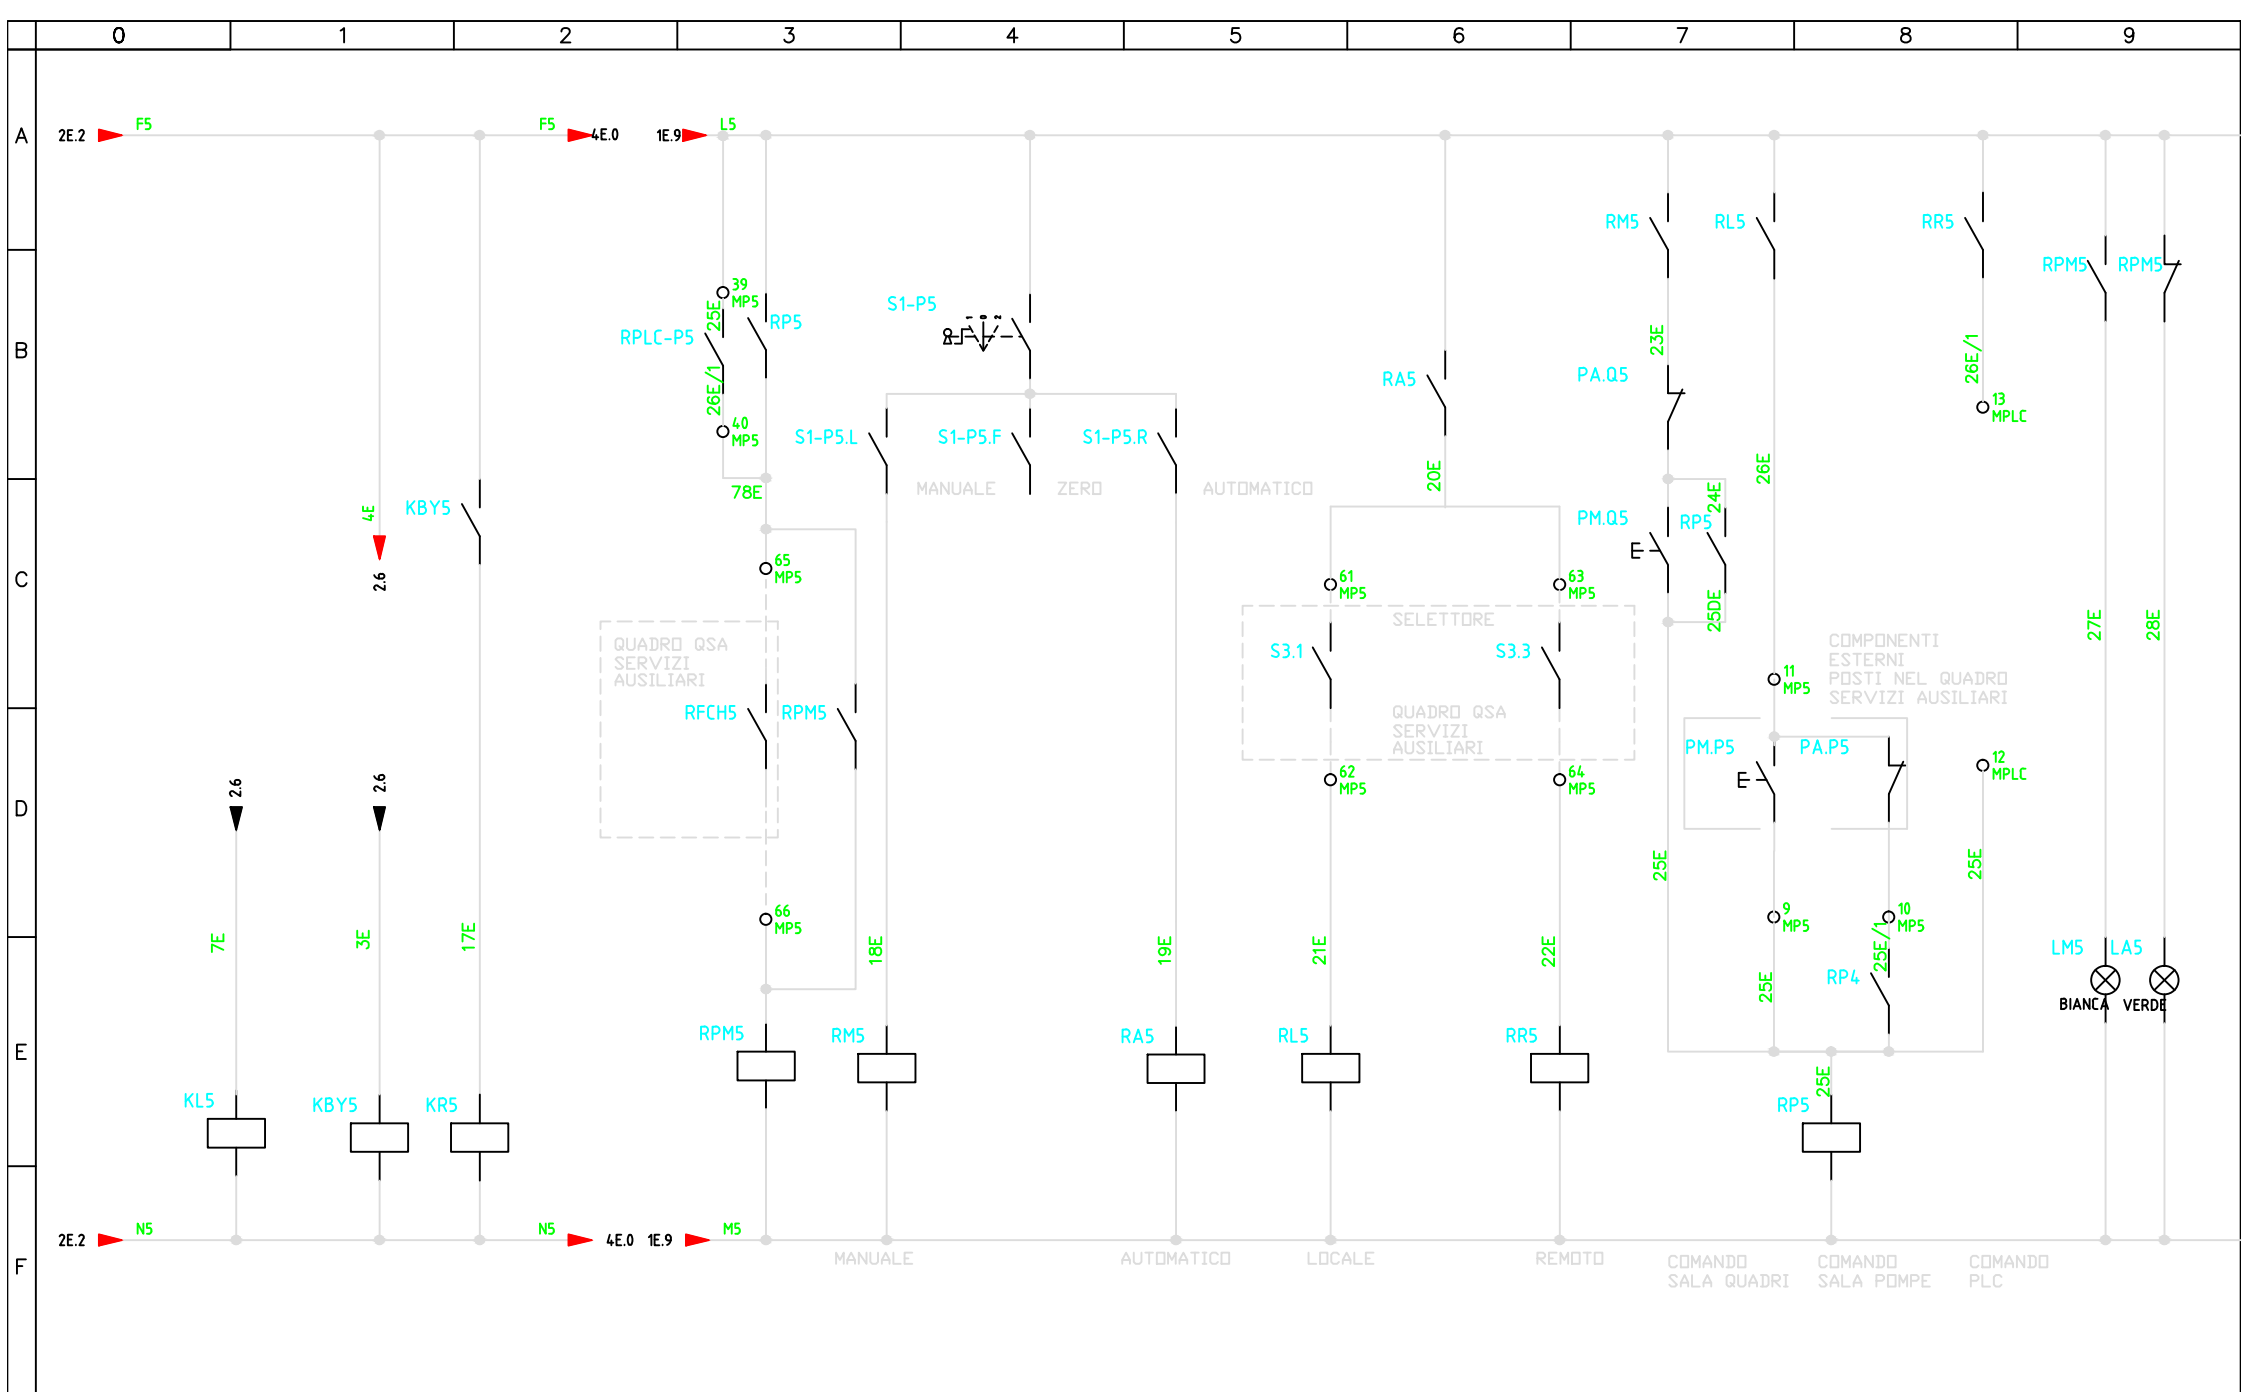 0 1 2 3 4 5 6 7 8 9
A
2E.2 F5 F5 4E.0 1E.9 L5
RM5 RL5 RR5
RPM5 RPM5
39
MP5
25E
S1-P5
1 0 2
RPLC-P5 RP5
B
23E
26E/1
PA.Q5
RA5
26E/1
13
MPLC
40
MP5
S1-P5.L S1-P5.F S1-P5.R
20E
26E
78E
MANUALE ZERO AUTOMATICO
24E
4E
KBY5
PM.Q5 RP5
65
MP5
C
2.6
61
MP5
63
MP5
25DE
SELETTORE
27E 28E
QUADRO QSA
SERVIZI
AUSILIARI
S3.1 S3.3
COMPONENTI
ESTERNI
POSTI NEL QUADRO
SERVIZI AUSILIARI
11
MP5
RFCH5 RPM5
QUADRO QSA
SERVIZI
AUSILIARI
PM.P5 PA.P5
2.6 2.6
62
MP5
64
MP5
12
MPLC
D
25E 25E
66
MP5
9
MP5
10
MP5
7E 3E 17E 18E 19E 21E 22E
25E/1
LM5 LA5
25E
RP4
BIANCA VERDE
RPM5 RM5 RA5 RL5 RR5
E
25E
KL5 KBY5 KR5 RP5
2E.2 N5 N5 4E.0 1E.9 M5
F
MANUALE AUTOMATICO LOCALE REMOTO
COMANDO
SALA QUADRI
COMANDO
SALA POMPE
COMANDO
PLC